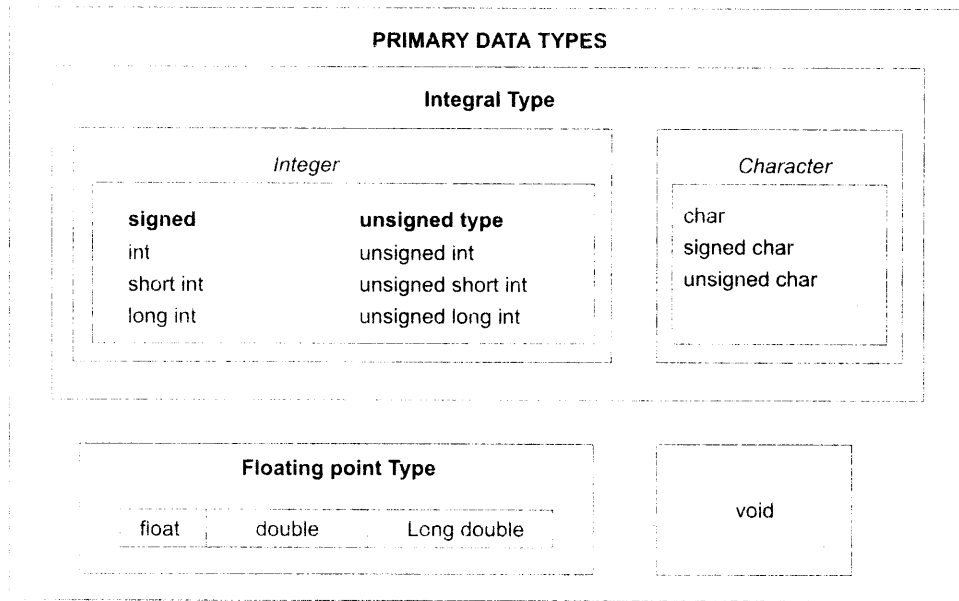 PRIMARY DATA TYPES
Integral Type
Integer
signed unsigned type
int unsigned int
short int unsigned short int
long int unsigned long int
Character
char
signed char
unsigned char
Floating point Type
float double Long double
void